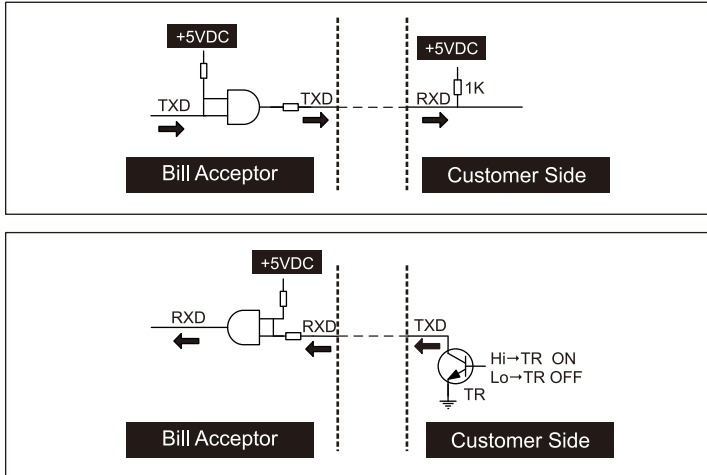 +5VDC
+5VDC
1K
TXD
TXD
RXD
Bill Acceptor
Customer Side
+5VDC
RXD
RXD
TXD
Hi→TR ON
Lo→TR OFF
TR
Bill Acceptor
Customer Side